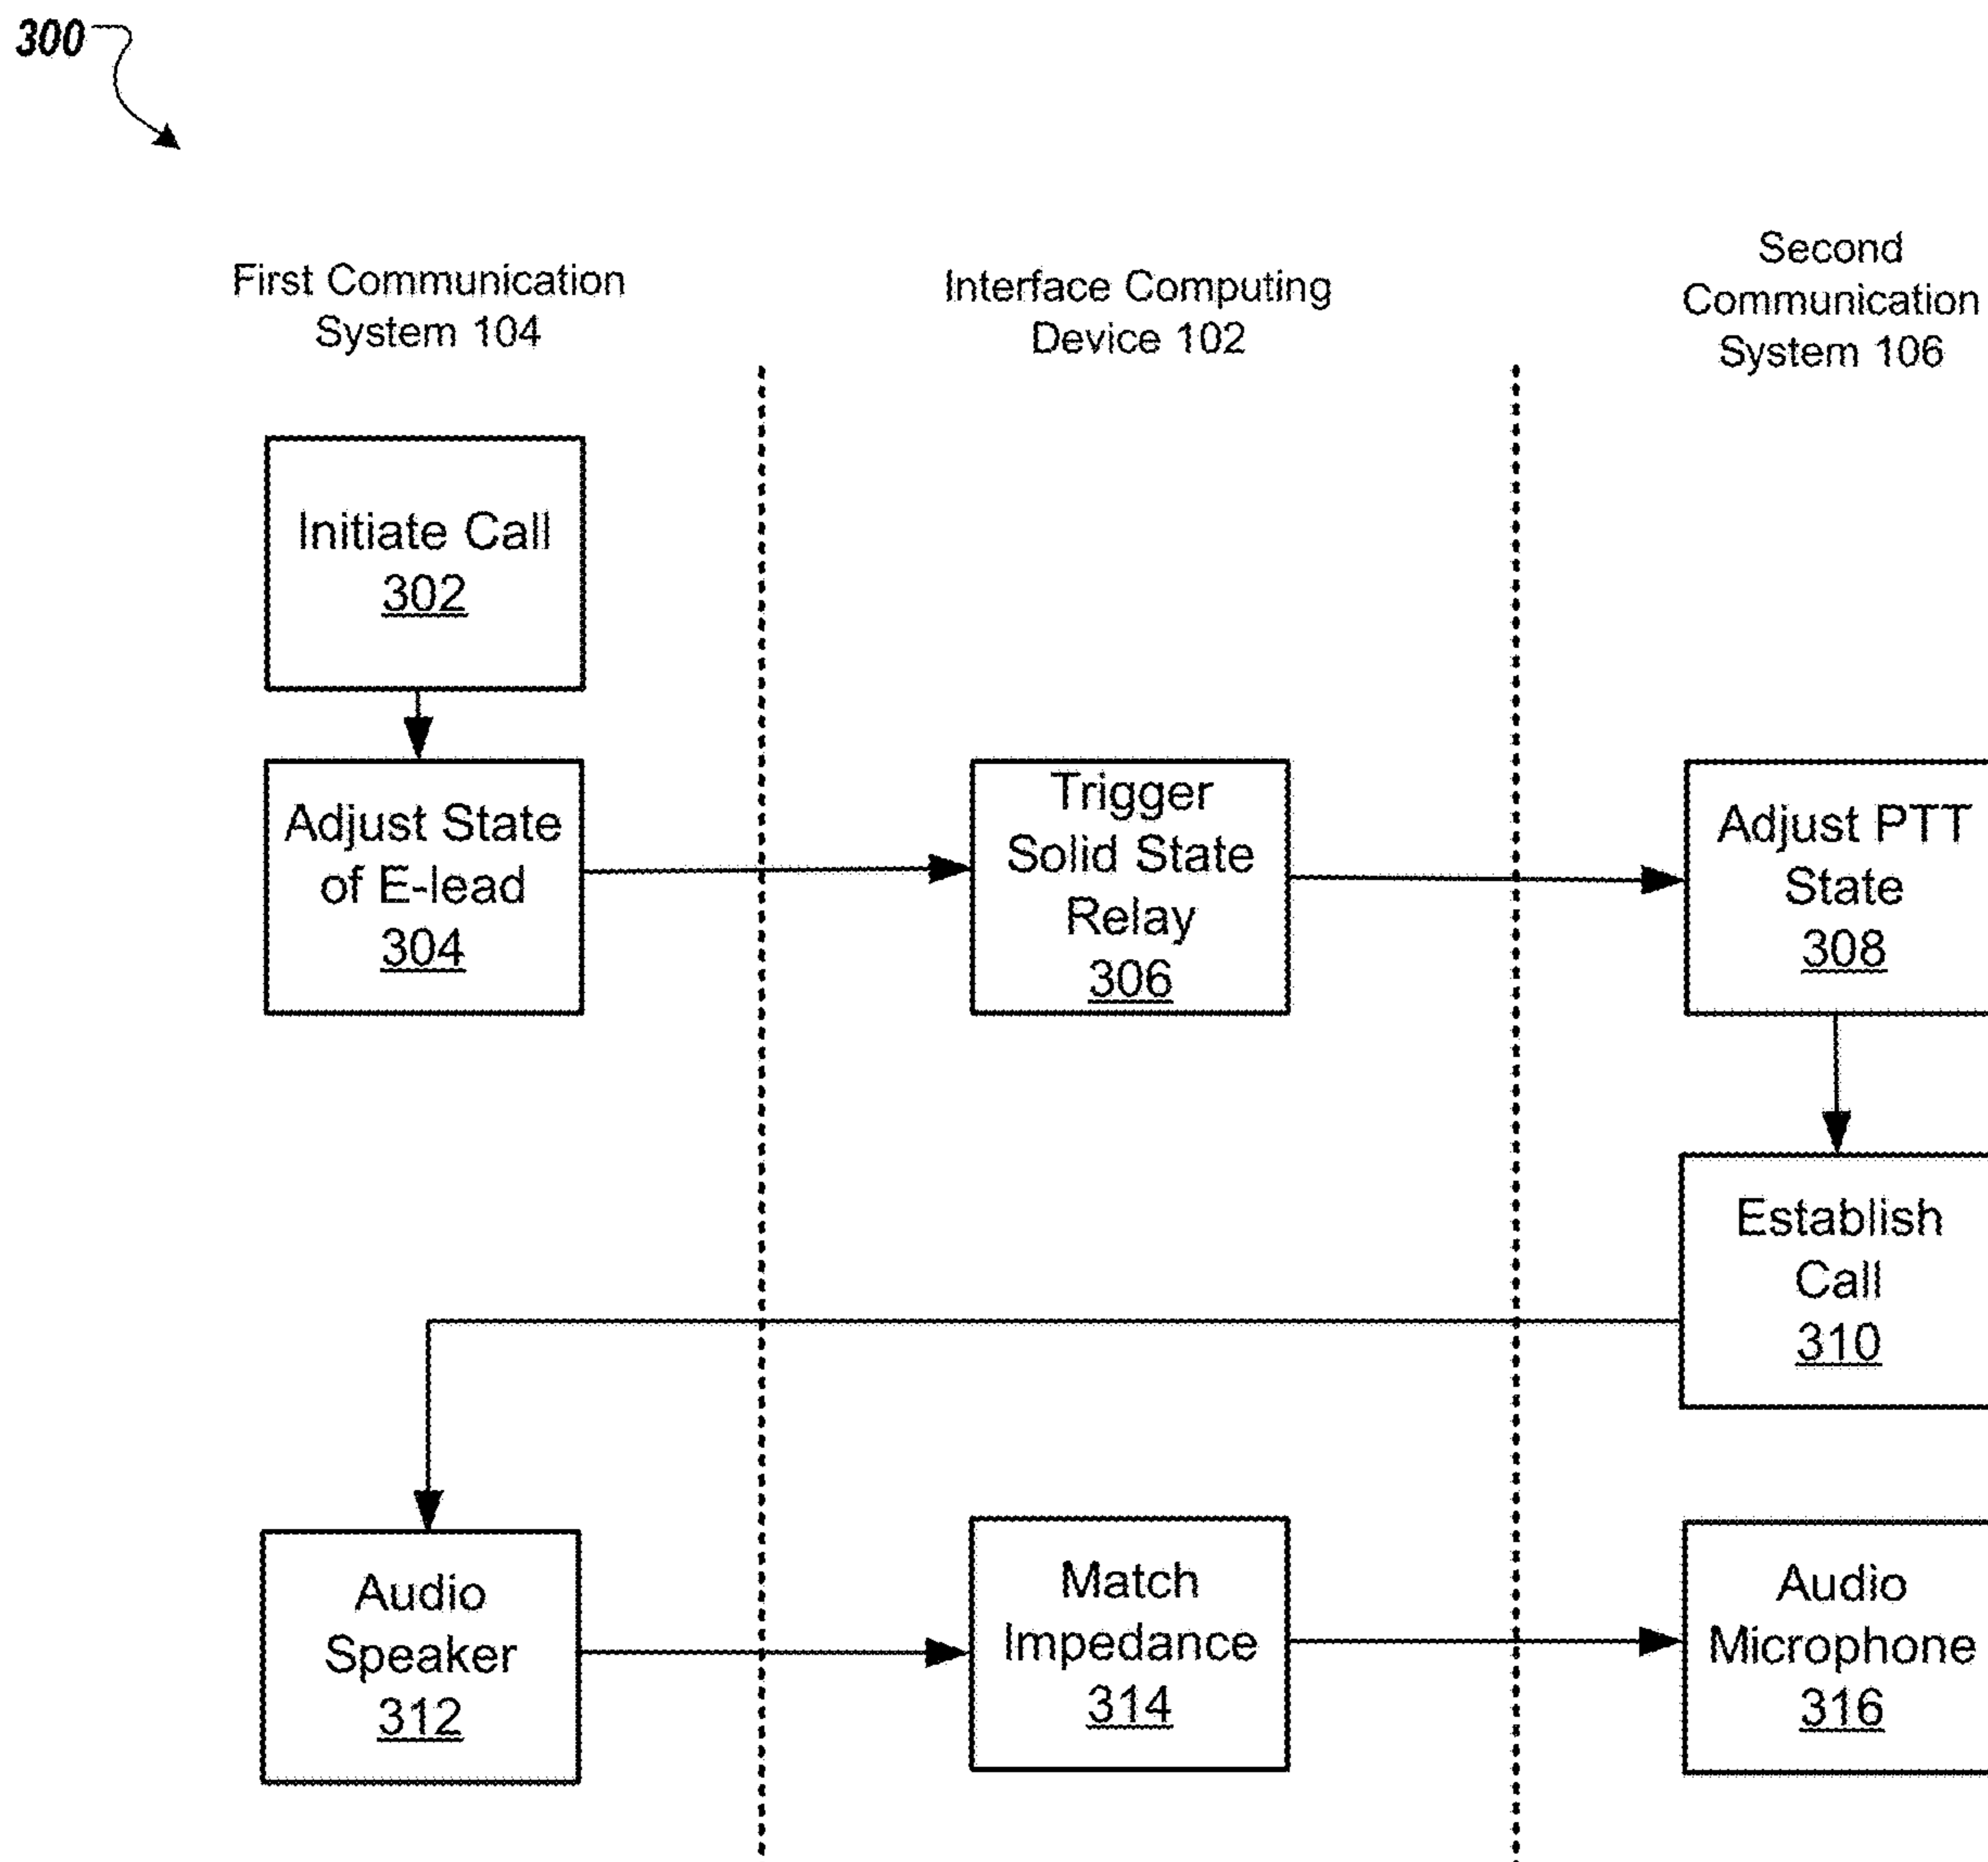 300
First Communication
System 104
Interface Computing
Device 102
Second
Communication
System 106
Initiate Call
302
Adjust State
of E-lead
304
Trigger
Solid State
Relay
306
Adjust PTT
State
308
Establish
Call
310
Audio
Speaker
312
Match
Impedance
314
Audio
Microphone
316